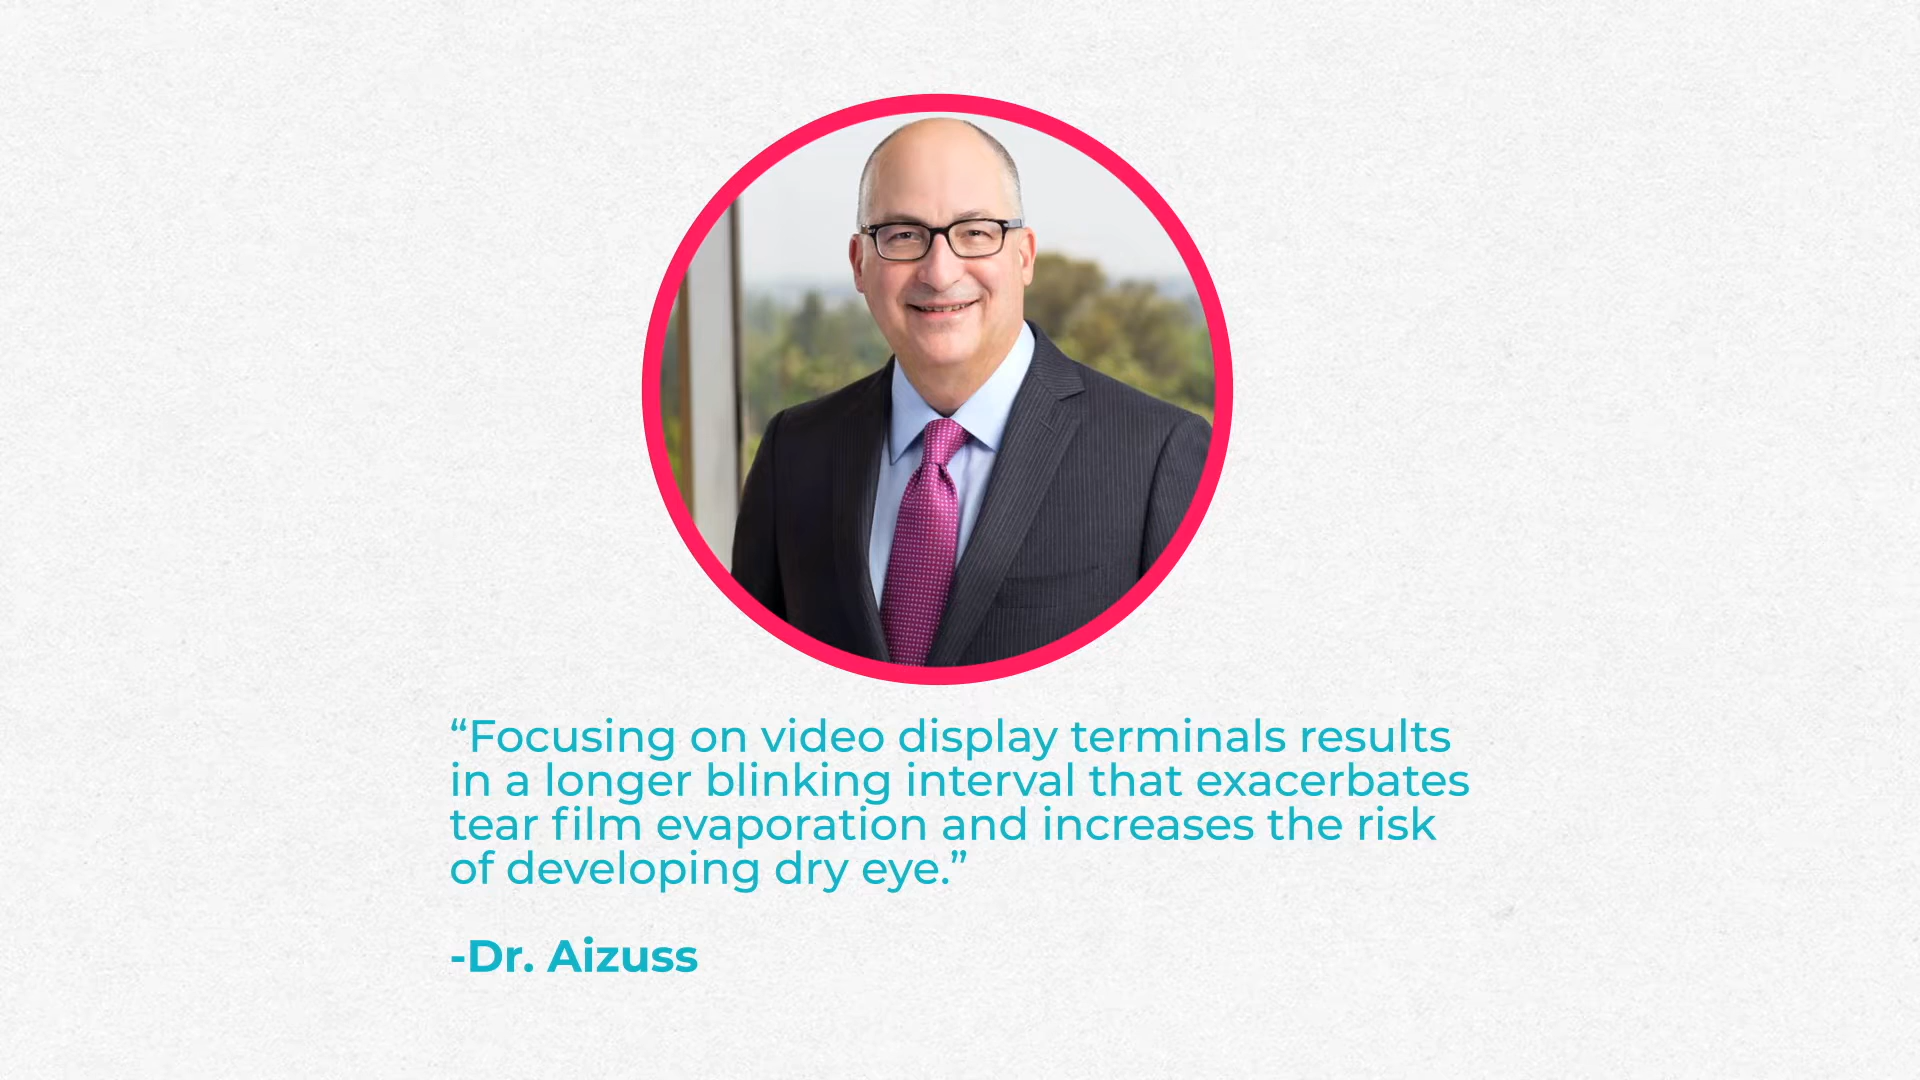 “Focusing on video display terminals results
in a longer blinking interval that exacerbates
tear film evaporation and increases the risk
of developing dry eye.”
-Dr. Aizuss